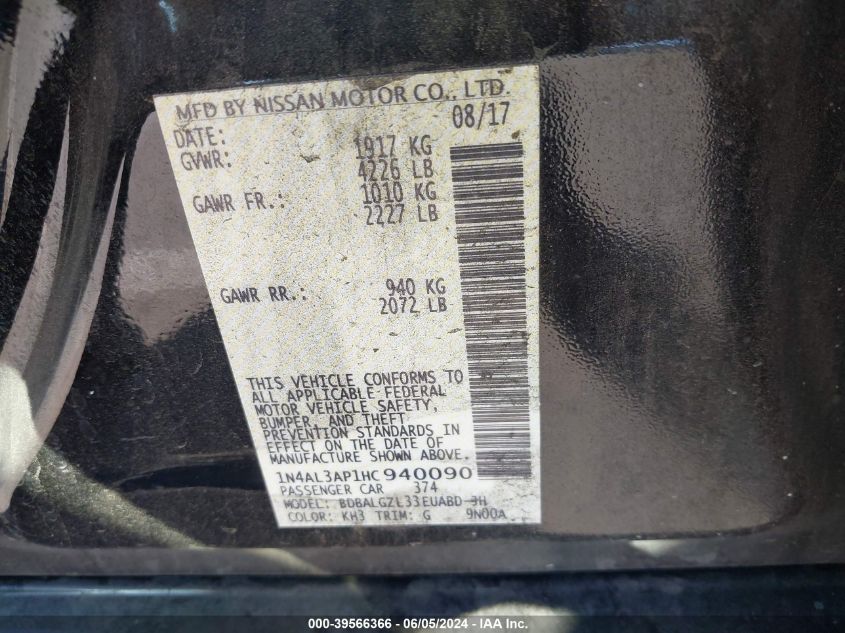 MFD BY NISSAN MOTOR CO., LTD.
DATE: 08/17
GVWR: 1917 KG
4226 LB
GAWR FR.: 1010 KG
2227 LB
GAWR RR.: 940 KG
2072 LB
THIS VEHICLE CONFORMS TO
ALL APPLICABLE FEDERAL
MOTOR VEHICLE SAFETY,
BUMPER, AND THEFT
PREVENTION STANDARDS IN
EFFECT ON THE DATE OF
MANUFACTURE SHOWN ABOVE.
1N4AL3AP1HC940090
PASSENGER CAR 374
MODEL: BDBALGZL33EUABD-3H
COLOR: KH3 TRIM: G 9N00A
000-39566366 - 06/05/2024 - IAA Inc.